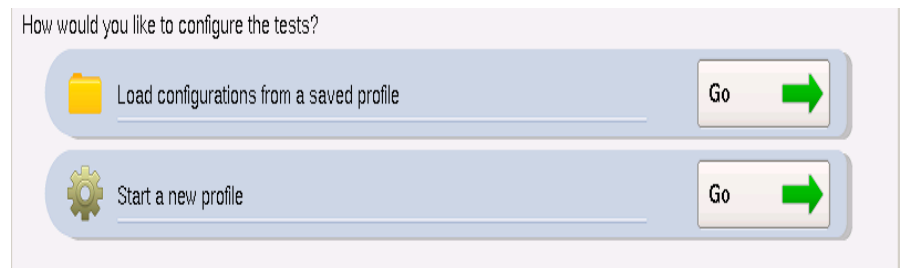 How would you like to configure the tests?
Load configurations from a saved profile
Go
Start a new profile
Go